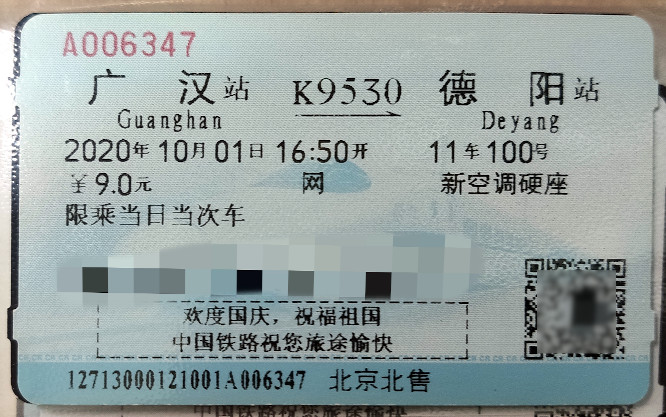 A006347
广汉站 K9530 德阳站
Guanghan Deyang
2020年10月01日16:50开 11车100号
￥9.0元 网 新空调硬座
限乘当日当次车
欢度国庆，祝福祖国
中国铁路祝您旅途愉快
12713000121001A006347 北京北售